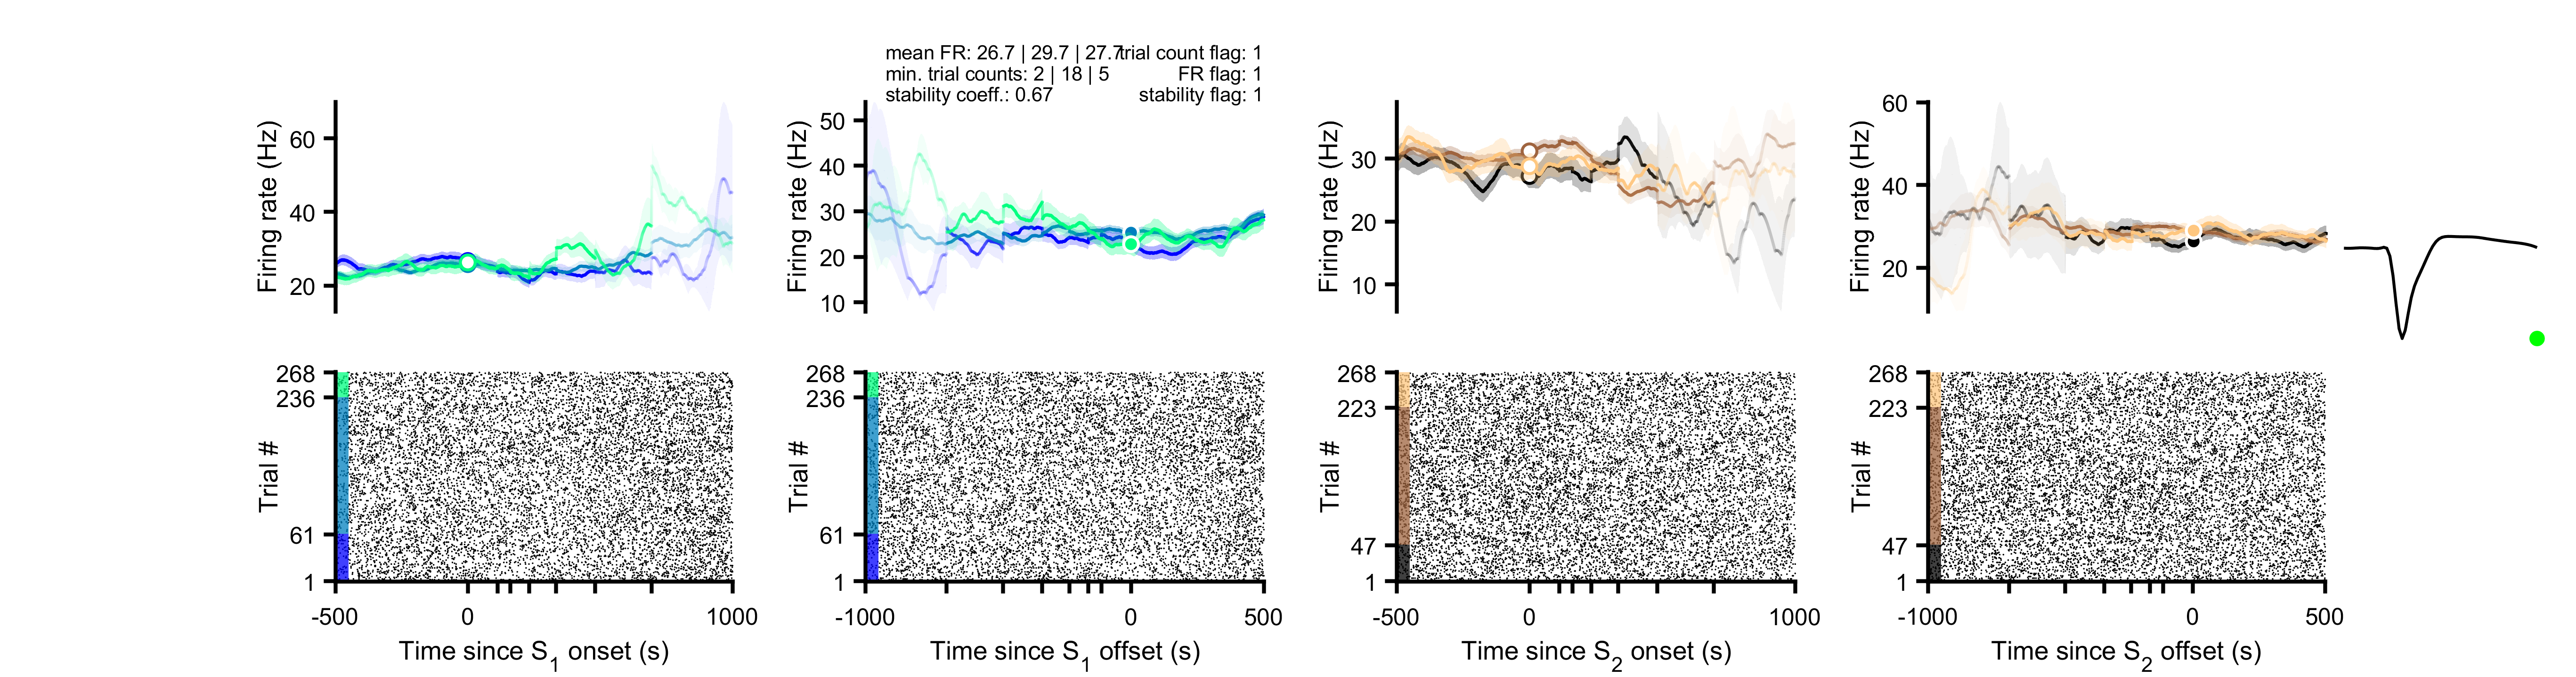 mean FR: 26.7 | 29.7 | 27.7
trial count flag: 1
min. trial counts: 2 | 18 | 5
FR flag: 1
stability coeff.: 0.67
stability flag: 1
Firing rate (Hz)
60
40
20
Firing rate (Hz)
50
40
30
20
10
Firing rate (Hz)
30
20
10
Firing rate (Hz)
60
40
20
Trial #
268
236
61
1
-500
0
1000
Time since S1 onset (s)
Trial #
268
236
61
1
-1000
0
500
Time since S1 offset (s)
Trial #
268
223
47
1
-500
0
1000
Time since S2 onset (s)
Trial #
268
223
47
1
-1000
0
500
Time since S2 offset (s)